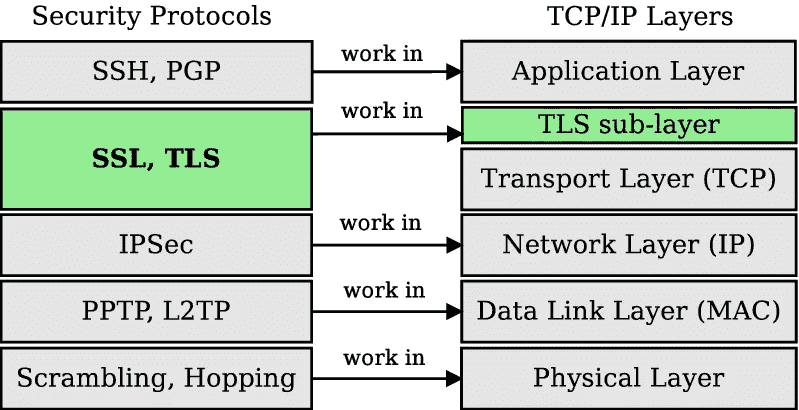 Security Protocols
TCP/IP Layers
SSH, PGP
work in
Application Layer
SSL, TLS
work in
TLS sub-layer
Transport Layer (TCP)
IPSec
work in
Network Layer (IP)
PPTP, L2TP
work in
Data Link Layer (MAC)
Scrambling, Hopping
work in
Physical Layer